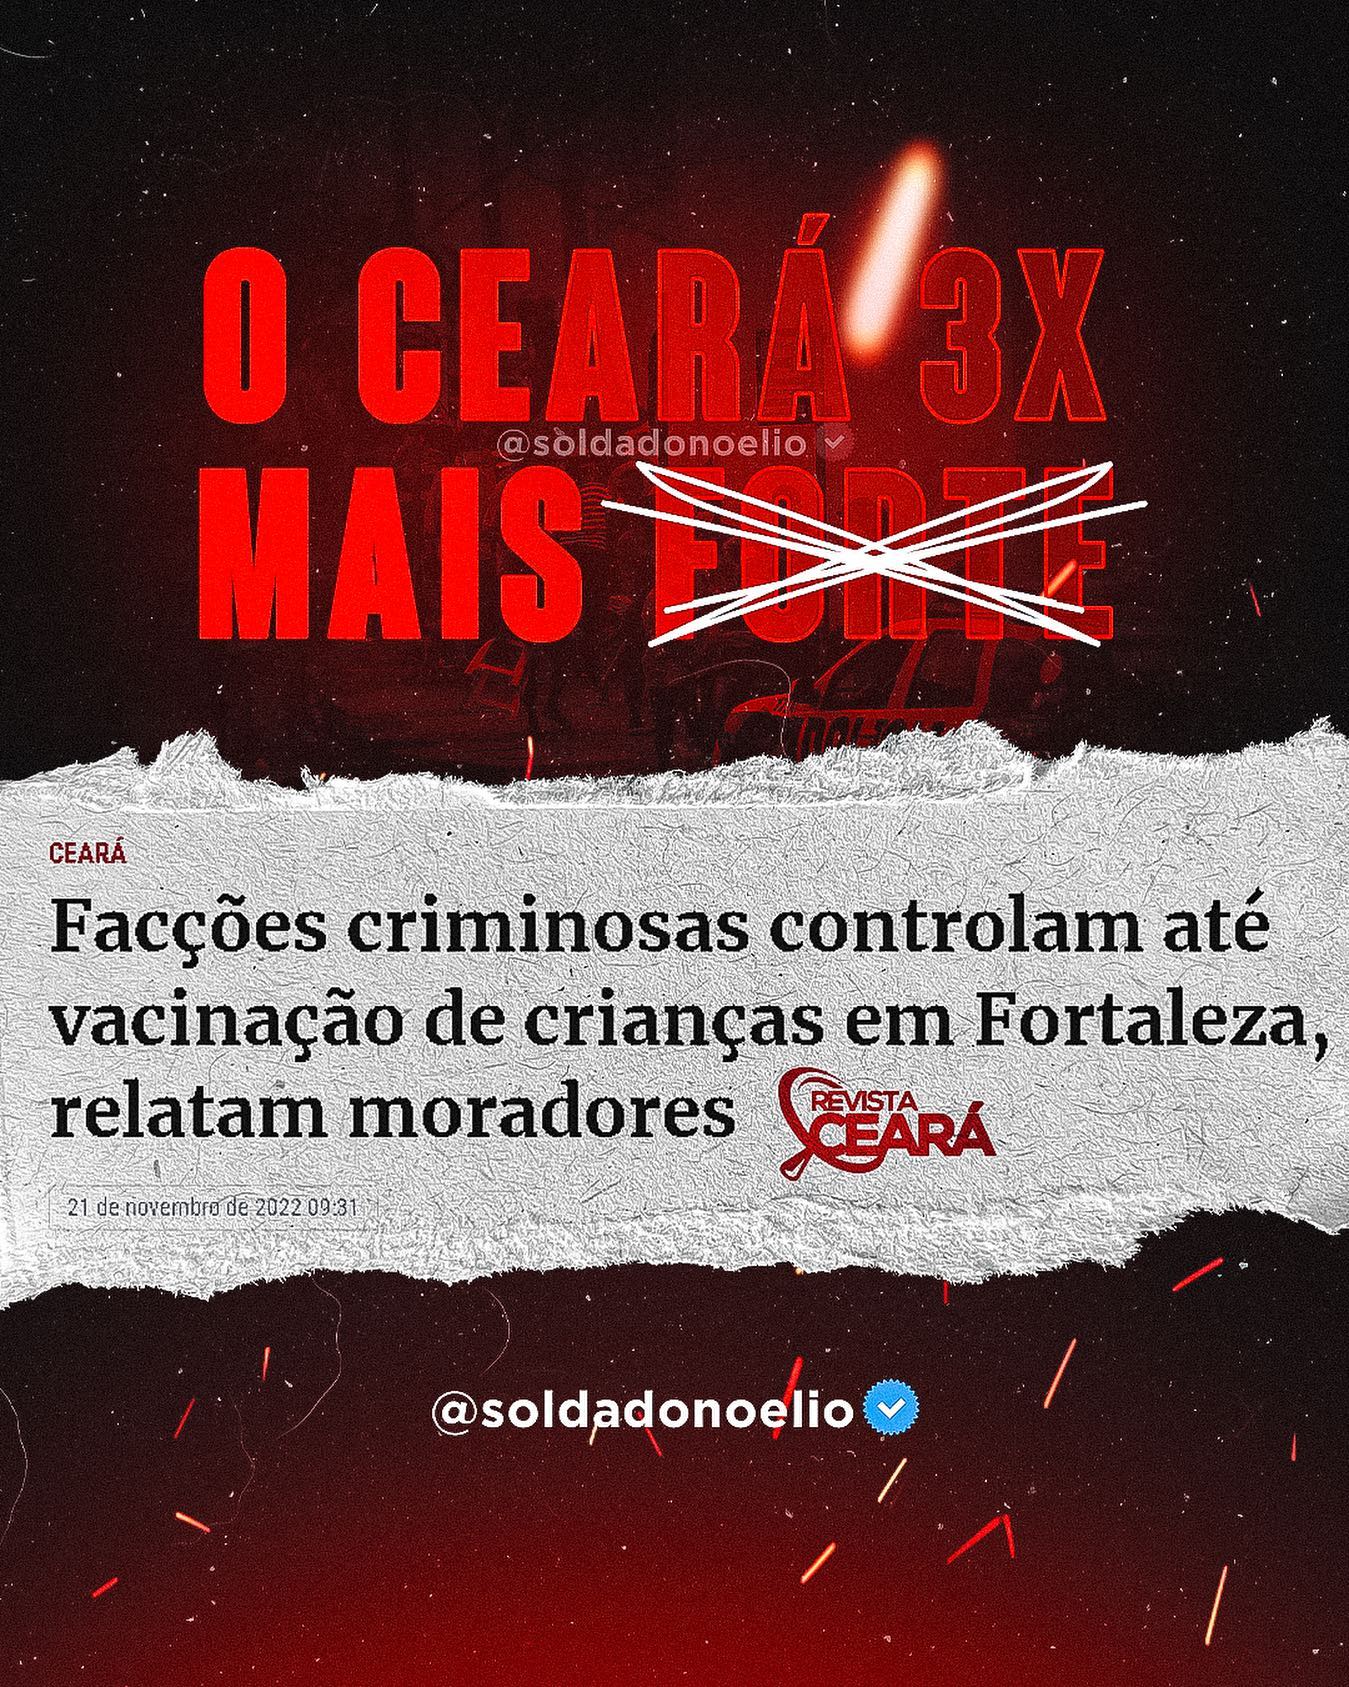 O CEARÁ 3X
@soldadonoelio
MAIS FORTE
CEARÁ
Facções criminosas controlam até
vacinação de crianças em Fortaleza,
relatam moradores
REVISTA
CEARÁ
21 de novembro de 2022 09:31
@soldadonoelio